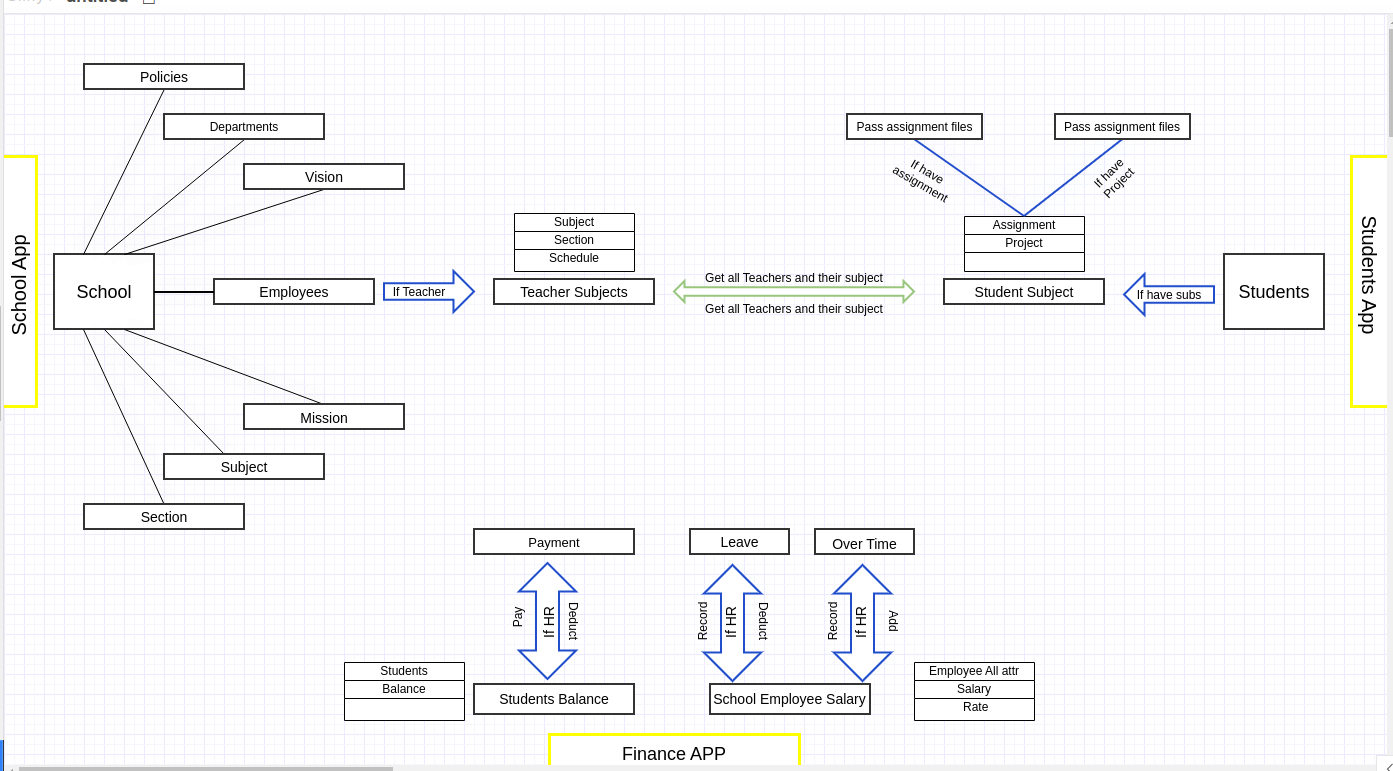 untitled
Policies
Departments
Vision
School App
School
Employees
If Teacher
Subject
Section
Schedule
Teacher Subjects
Get all Teachers and their subject
Get all Teachers and their subject
Pass assignment files
Pass assignment files
If have
assignment
If have
Project
Assignment
Project
Student Subject
If have subs
Students
Students App
Mission
Subject
Section
Payment
Leave
Over Time
Pay
If HR
Deduct
Record
If HR
Deduct
Record
If HR
Add
Students
Balance
Students Balance
School Employee Salary
Employee All attr
Salary
Rate
Finance APP